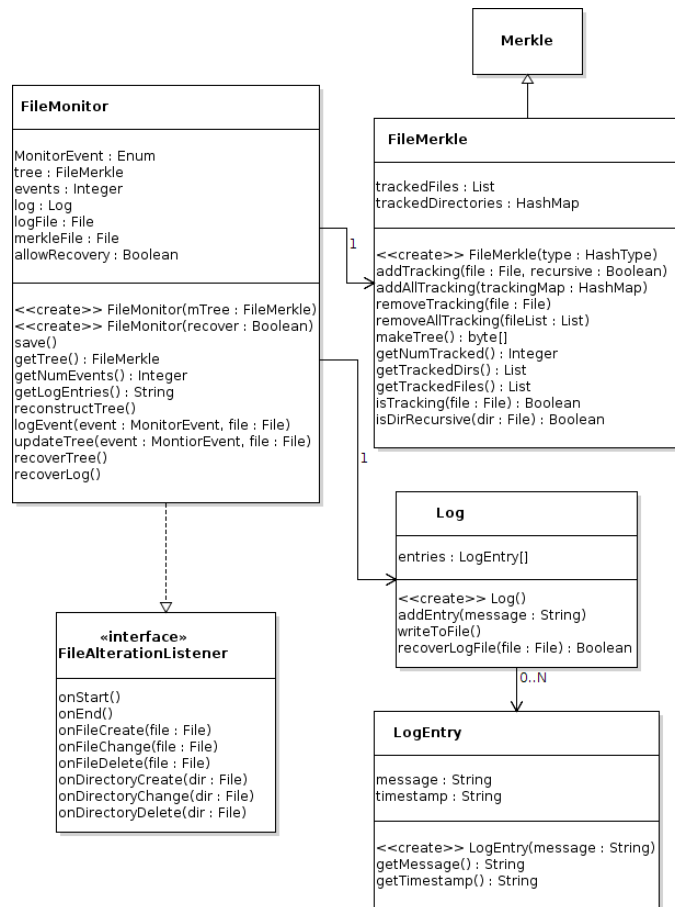 Merkle
FileMonitor
MonitorEvent : Enum
tree : FileMerkle
events : Integer
log : Log
logFile : File
merkleFile : File
allowRecovery : Boolean
<<create>> FileMonitor(mTree : FileMerkle)
<<create>> FileMonitor(recover : Boolean)
save()
getTree() : FileMerkle
getNumEvents() : Integer
getLogEntries() : String
reconstructTree()
logEvent(event : MonitorEvent, file : File)
updateTree(event : MontiorEvent, file : File)
recoverTree()
recoverLog()
1
1
FileMerkle
trackedFiles : List
trackedDirectories : HashMap
<<create>> FileMerkle(type : HashType)
addTracking(file : File, recursive : Boolean)
addAllTracking(trackingMap : HashMap)
removeTracking(file : File)
removeAllTracking(fileList : List)
makeTree() : byte[]
getNumTracked() : Integer
getTrackedDirs() : List
getTrackedFiles() : List
isTracking(file : File) : Boolean
isDirRecursive(dir : File) : Boolean
Log
entries : LogEntry[]
<<create>> Log()
addEntry(message : String)
writeToFile()
recoverLogFile(file : File) : Boolean
0..N
«interface»
FileAlterationListener
onStart()
onEnd()
onFileCreate(file : File)
onFileChange(file : File)
onFileDelete(file : File)
onDirectoryCreate(dir : File)
onDirectoryChange(dir : File)
onDirectoryDelete(dir : File)
LogEntry
message : String
timestamp : String
<<create>> LogEntry(message : String)
getMessage() : String
getTimestamp() : String